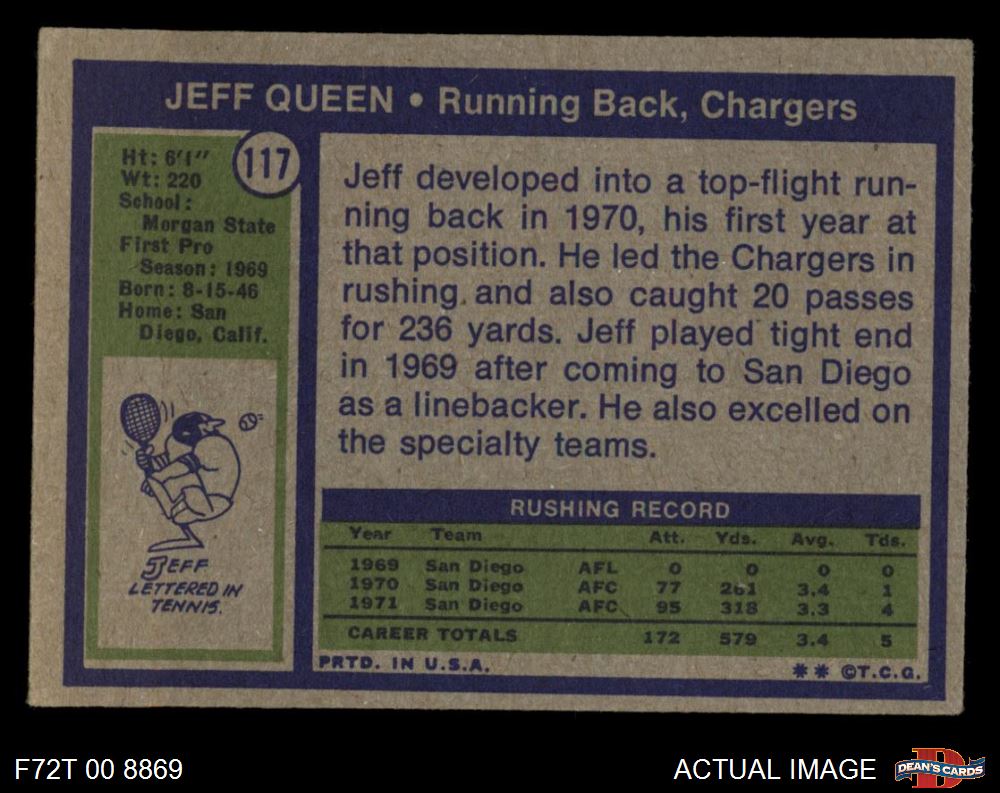 JEFF QUEEN • Running Back, Chargers
117
Ht: 6'1"
Wt: 220
School:
Morgan State
First Pro
Season: 1969
Born: 8-15-46
Home: San
Diego, Calif.
JEFF
LETTERED IN
TENNIS.
Jeff developed into a top-flight run-
ning back in 1970, his first year at
that position. He led the Chargers in
rushing and also caught 20 passes
for 236 yards. Jeff played tight end
in 1969 after coming to San Diego
as a linebacker. He also excelled on
the specialty teams.
RUSHING RECORD
Year Team Att. Yds. Avg. Tds.
1969 San Diego AFL 0 0 0 0
1970 San Diego AFC 77 261 3.4 1
1971 San Diego AFC 95 318 3.3 4
CAREER TOTALS 172 579 3.4 5
PRTD. IN U.S.A. ** ©T.C.G.
F72T 00 8869
ACTUAL IMAGE
DEAN'S CARDS